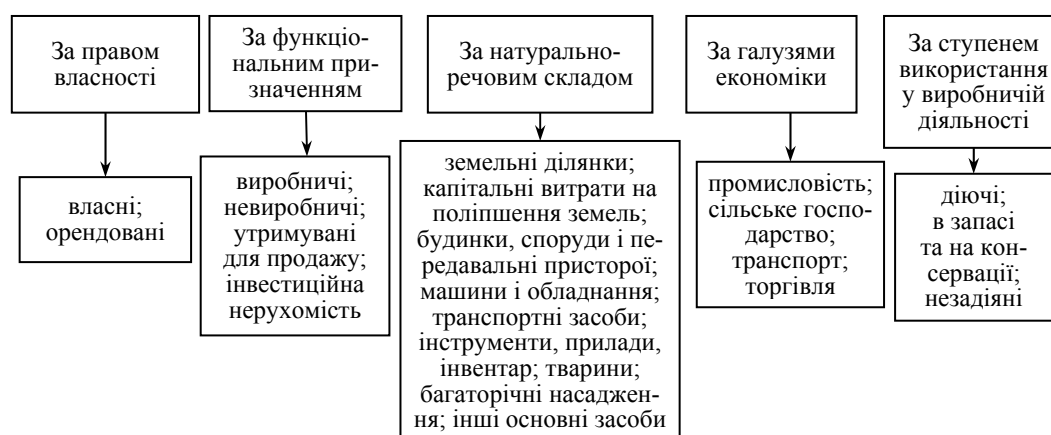 За правом
власності
За функціо-
нальним при-
значенням
За натурально-
речовим складом
За галузями
економіки
За ступенем
використання
у виробничій
діяльності
власні;
орендовані
виробничі;
невиробничі;
утримувані
для продажу;
інвестиційна
нерухомість
земельні ділянки;
капітальні витрати на
поліпшення земель;
будинки, споруди і пе-
редавальні присторої;
машини і обладнання;
транспортні засоби;
інструменти, прилади,
інвентар; тварини;
багаторічні насаджен-
ня; інші основні засоби
промисловість;
сільське госпо-
дарство;
транспорт;
торгівля
діючі;
в запасі
та на кон-
сервації;
незадіяні